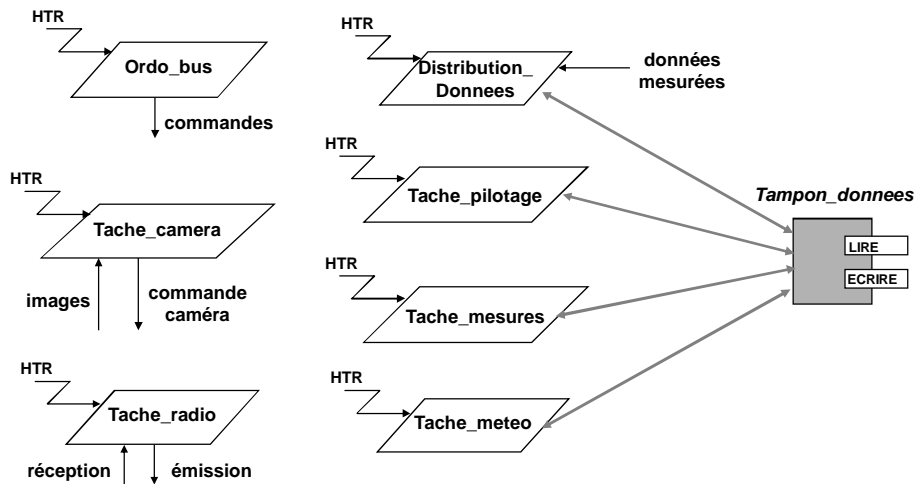 HTR
Ordo_bus
commandes
HTR
Distribution_
Donnees
données
mesurées
HTR
Tache_camera
images
commande
caméra
HTR
Tache_pilotage
Tampon_donnees
LIRE
ECRIRE
HTR
Tache_mesures
HTR
Tache_radio
réception
émission
HTR
Tache_meteo